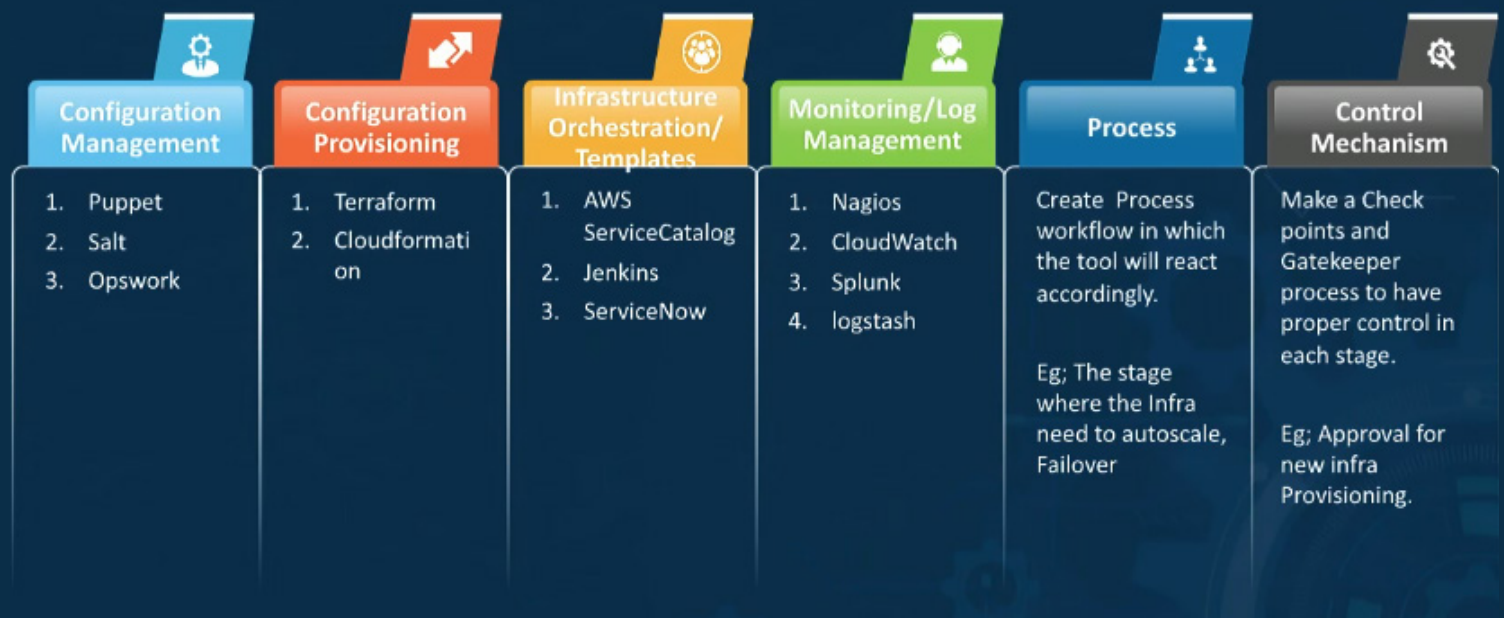 Configuration
Management
1. Puppet
2. Salt
3. Opswork
Configuration
Provisioning
1. Terraform
2. Cloudformati
on
Infrastructure
Orchestration/
Templates
1. AWS
ServiceCatalog
2. Jenkins
3. ServiceNow
Monitoring/Log
Management
1. Nagios
2. CloudWatch
3. Splunk
4. logstash
Process
Create Process
workflow in which
the tool will react
accordingly.
Eg; The stage
where the Infra
need to autoscale,
Failover
Control
Mechanism
Make a Check
points and
Gatekeeper
process to have
proper control in
each stage.
Eg; Approval for
new infra
Provisioning.